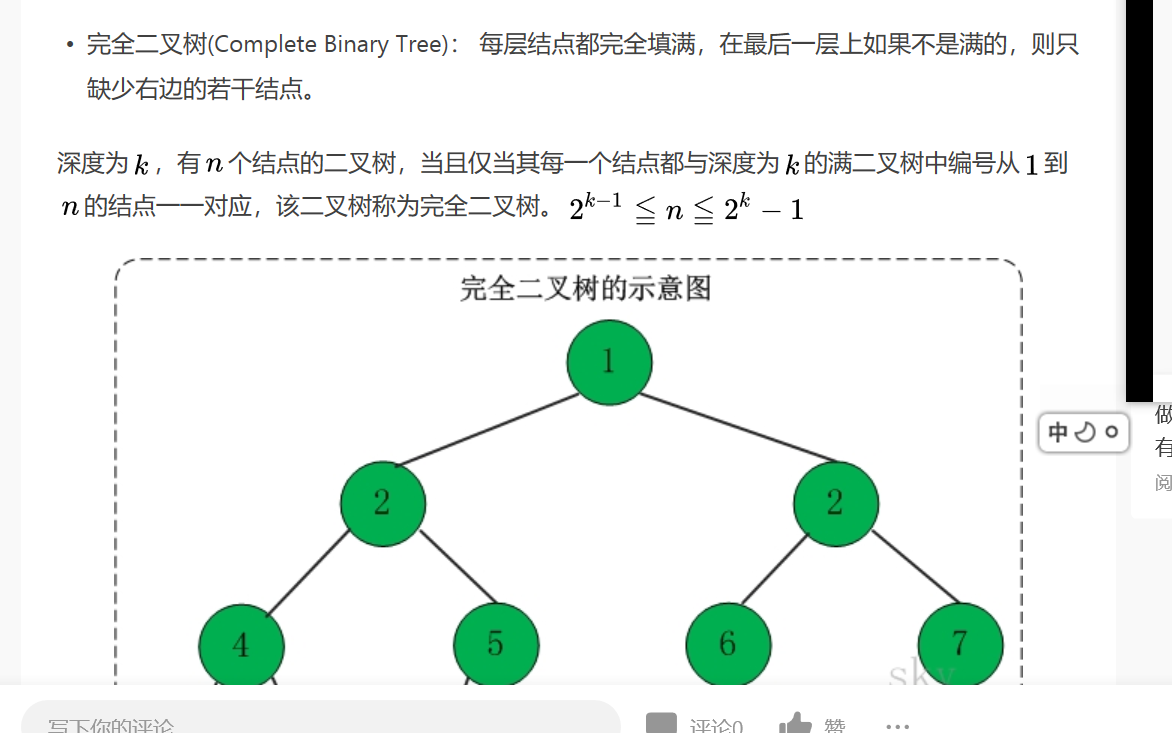 • 完全二叉树(Complete Binary Tree)： 每层结点都完全填满，在最后一层上如果不是满的，则只
缺少右边的若干结点。
深度为 k ，有 n 个结点的二叉树，当且仅当其每一个结点都与深度为 k 的满二叉树中编号从 1 到
n 的结点一一对应，该二叉树称为完全二叉树。 2^{k-1} ≦ n ≦ 2^k − 1
完全二叉树的示意图
1
2 2
中
做
有
阅
4 5 6 7
sky
写下你的评论
评论0 赞 ...